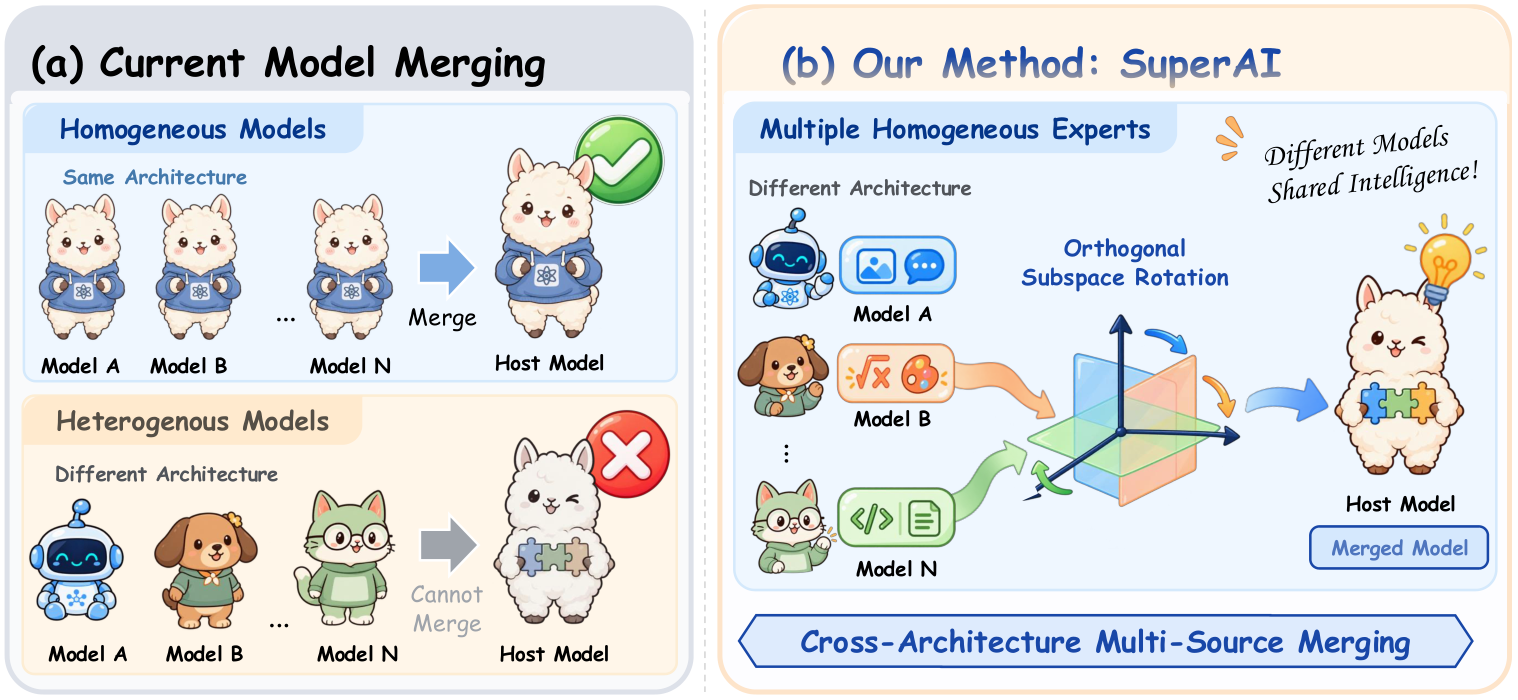 (a) Current Model Merging
Homogeneous Models
Same Architecture
...
Merge
Model A
Model B
Model N
Host Model
Heterogenous Models
Different Architecture
...
Cannot
Merge
Model A
Model B
Model N
Host Model
(b) Our Method: SuperAI
Multiple Homogeneous Experts
Different Models
Shared Intelligence!
Different Architecture
Model A
√x
Model B
...
</>
Model N
Orthogonal
Subspace Rotation
Host Model
Merged Model
Cross-Architecture Multi-Source Merging